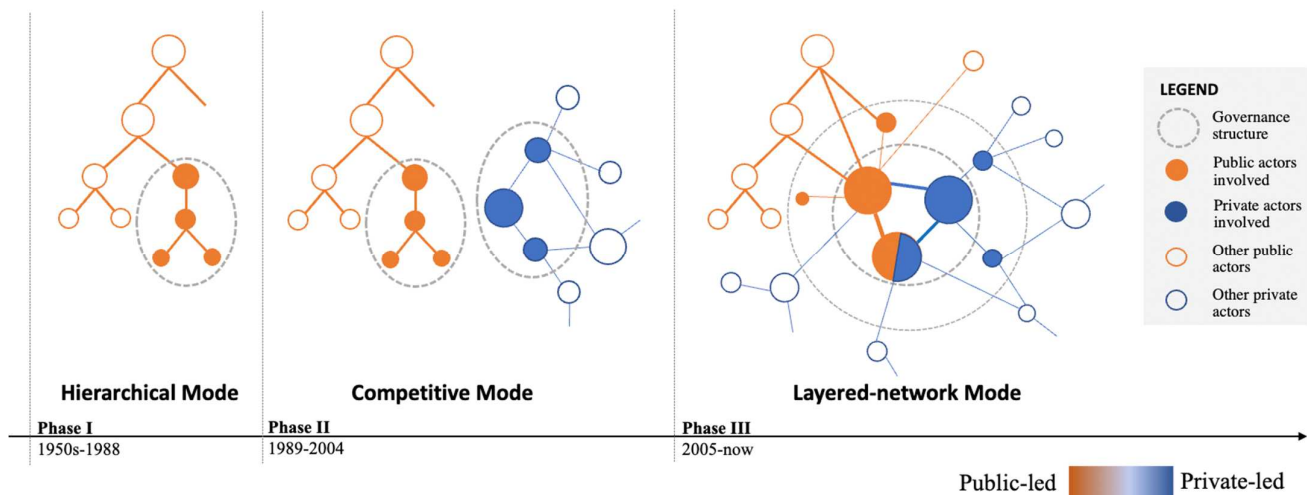 LEGEND
Governance
structure
Public actors
involved
Private actors
involved
Other public
actors
Other private
actors
Hierarchical Mode
Competitive Mode
Layered-network Mode
Phase I
1950s-1988
Phase II
1989-2004
Phase III
2005-now
Public-led
Private-led